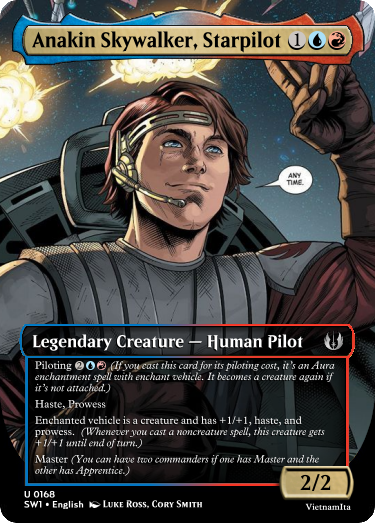 Anakin Skywalker, Starpilot 1
ANY
TIME.
Legendary Creature — Human Pilot
Piloting 2 (If you cast this card for its piloting cost, it's an Aura
enchantment spell with enchant vehicle. It becomes a creature again if
it's not attached.)
Haste, Prowess
Enchanted vehicle is a creature and has +1/+1, haste, and
prowess. (Whenever you cast a noncreature spell, this creature gets
+1/+1 until end of turn.)
Master (You can have two commanders if one has Master and the
other has Apprentice.)
2/2
U 0168
SW1 • English Luke Ross, Cory Smith
VietnamIta